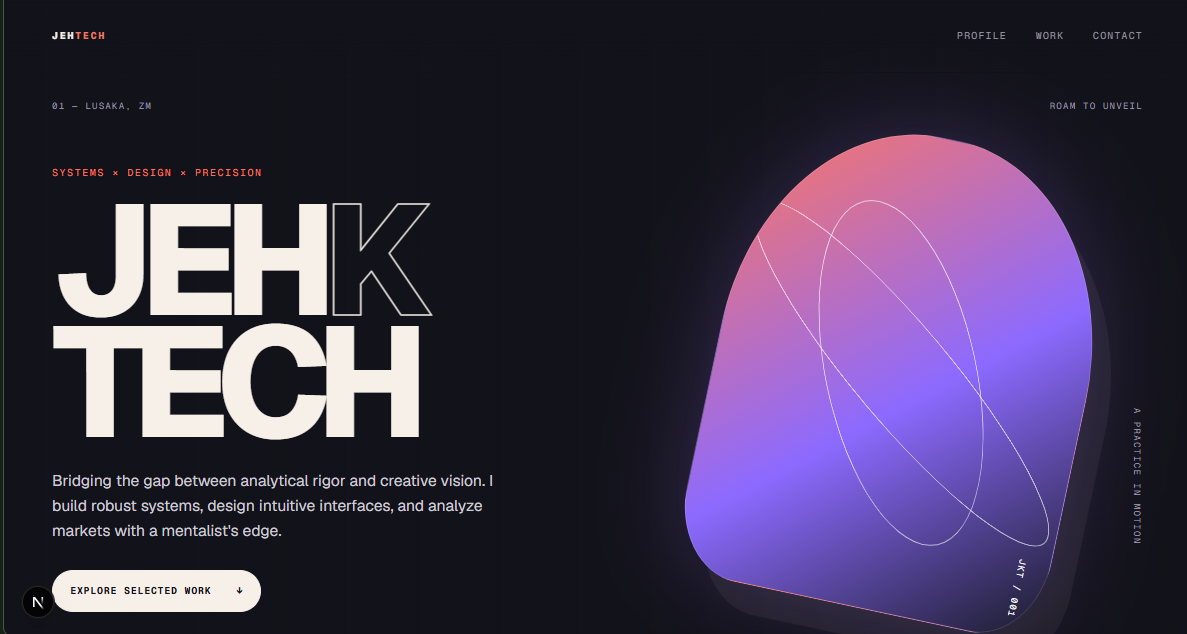 JEHTECH
PROFILE WORK CONTACT
01 — LUSAKA, ZM
ROAM TO UNVEIL
SYSTEMS × DESIGN × PRECISION
JEHK
TECH
Bridging the gap between analytical rigor and creative vision. I
build robust systems, design intuitive interfaces, and analyze
markets with a mentalist's edge.
EXPLORE SELECTED WORK ↓
N
A PRACTICE IN MOTION
JKT / 001